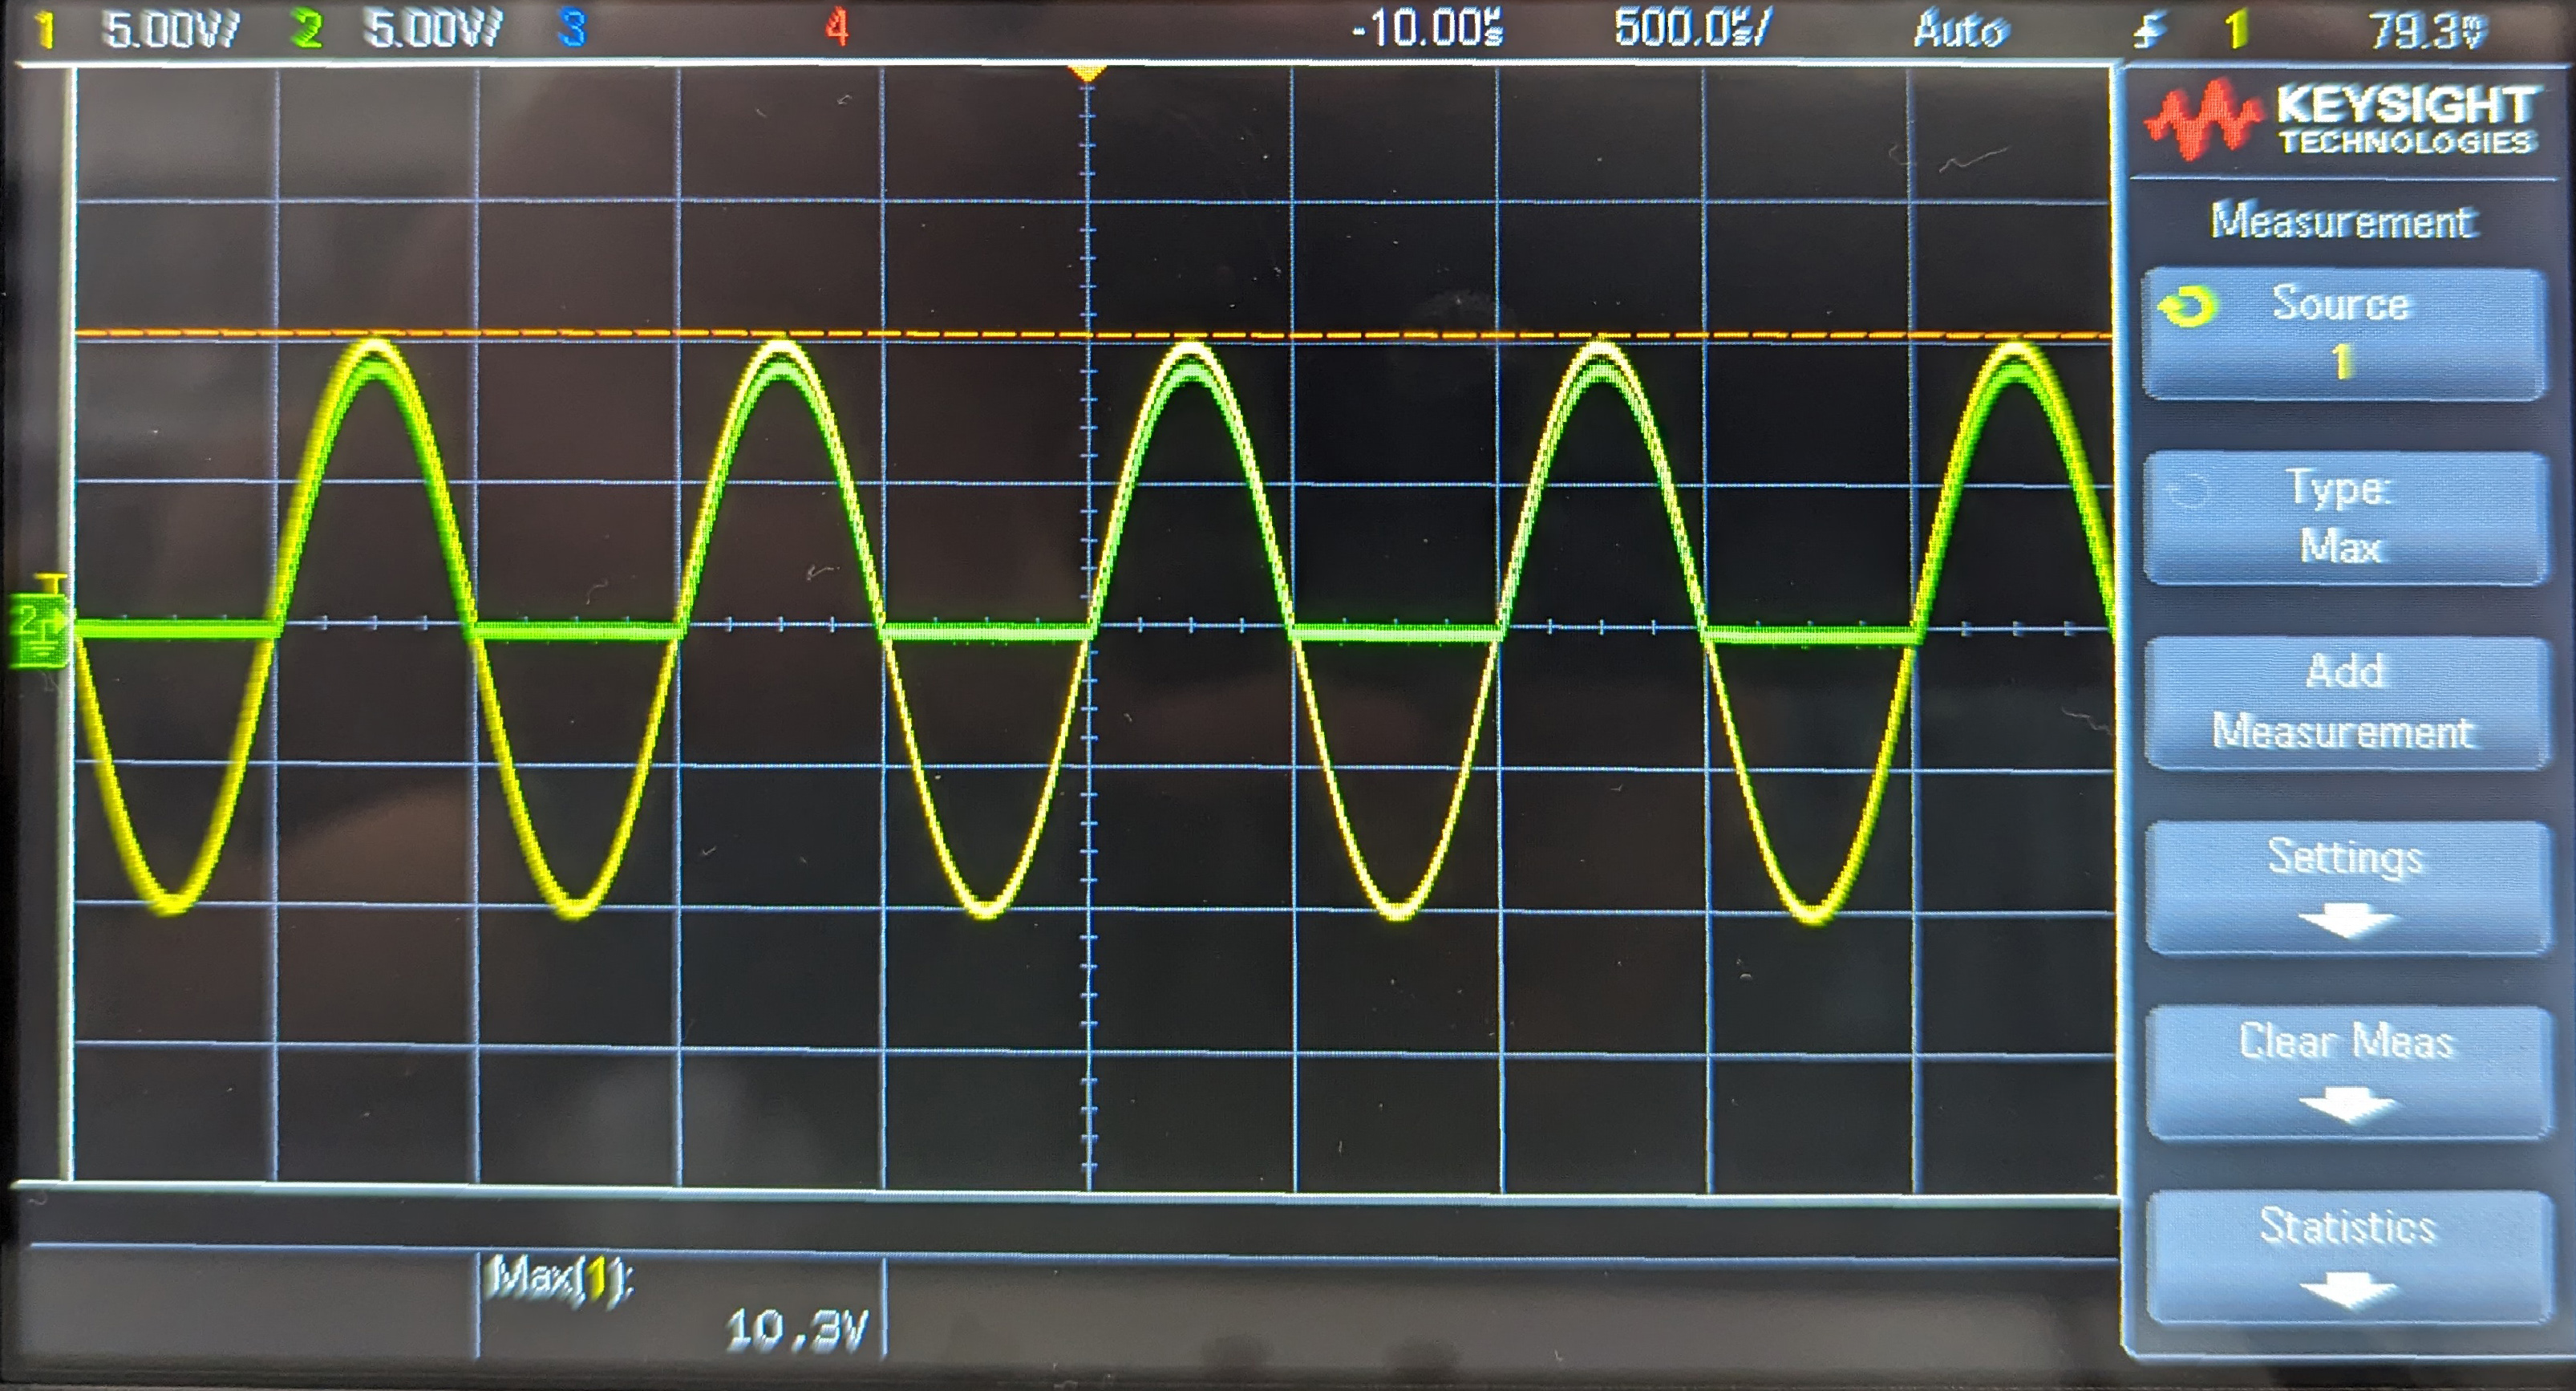 1 5.00V/ 2 5.00V/ 3 4 -10.00µs 500.0µs/ Auto 1 79.3mV
KEYSIGHT
TECHNOLOGIES
Measurement
Source
1
Type:
Max
T
2
Add
Measurement
Settings
Clear Meas
Statistics
Max(1):
10.3V